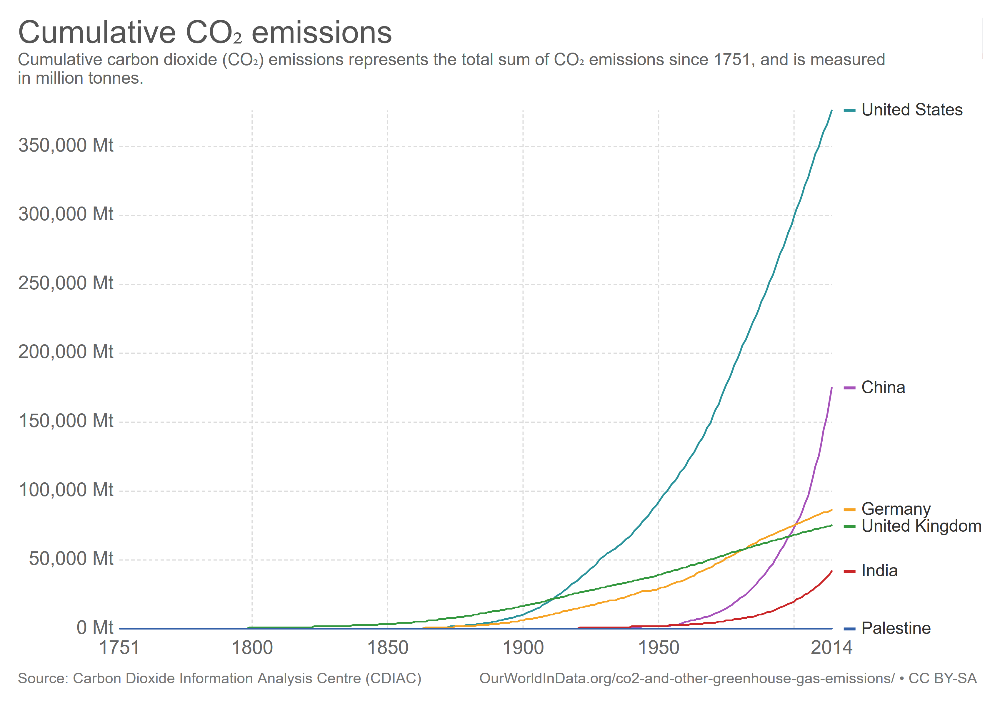 Cumulative CO₂ emissions
Cumulative carbon dioxide (CO₂) emissions represents the total sum of CO₂ emissions since 1751, and is measured
in million tonnes.
United States
350,000 Mt
300,000 Mt
250,000 Mt
200,000 Mt
China
150,000 Mt
100,000 Mt
Germany
United Kingdom
50,000 Mt
India
0 Mt
Palestine
1751 1800 1850 1900 1950 2014
Source: Carbon Dioxide Information Analysis Centre (CDIAC) OurWorldInData.org/co2-and-other-greenhouse-gas-emissions/ • CC BY-SA